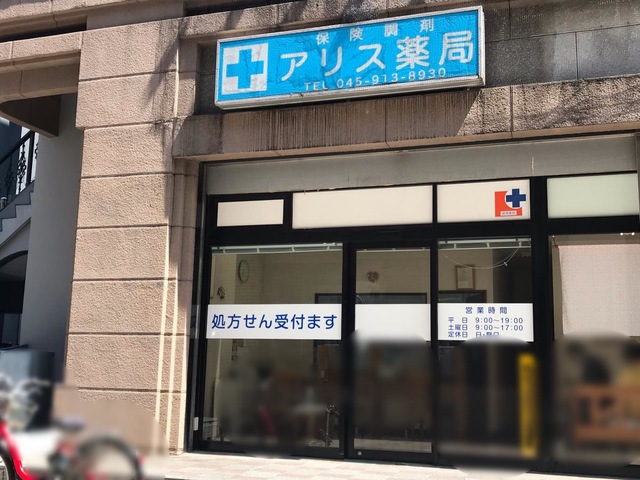 保険調剤
アリス薬局
TEL 045-913-8930
処方せん受付ます
営業時間
平 日 9:00～19:00
土曜日 9:00～17:00
定休日 日・祭日